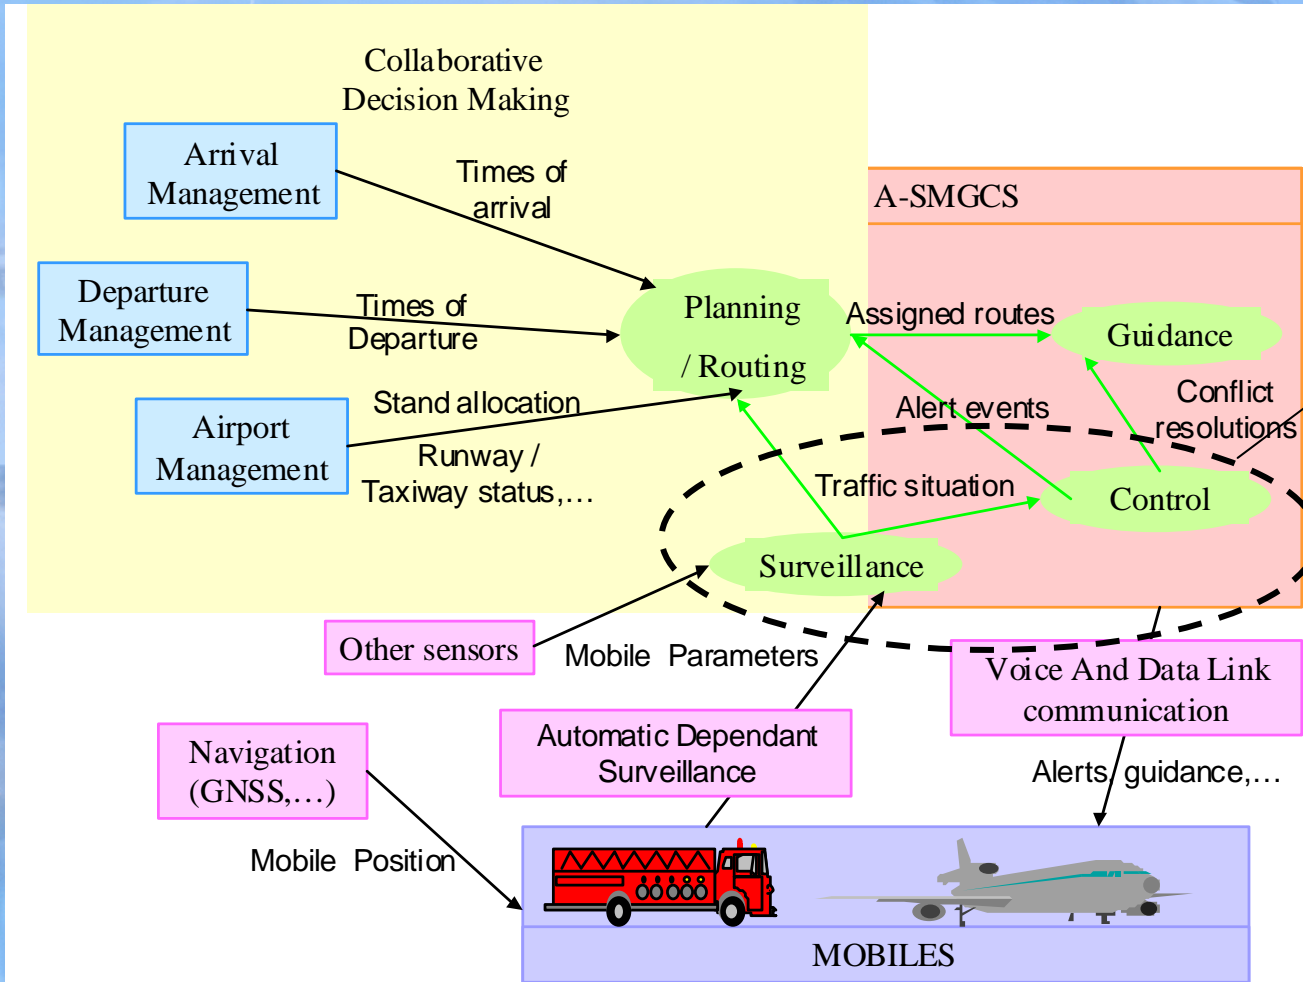 Collaborative
Decision Making
Arrival
Management
Times of
arrival
A-SMGCS
Departure
Management
Times of
Departure
Planning
/ Routing
Assigned routes
Guidance
Airport
Management
Stand allocation
Runway /
Taxiway status,…
Alert events
Conflict
resolutions
Traffic situation
Control
Surveillance
Other sensors
Mobile Parameters
Voice And Data Link
communication
Navigation
(GNSS,…)
Automatic Dependant
Surveillance
Alerts, guidance,…
Mobile Position
MOBILES